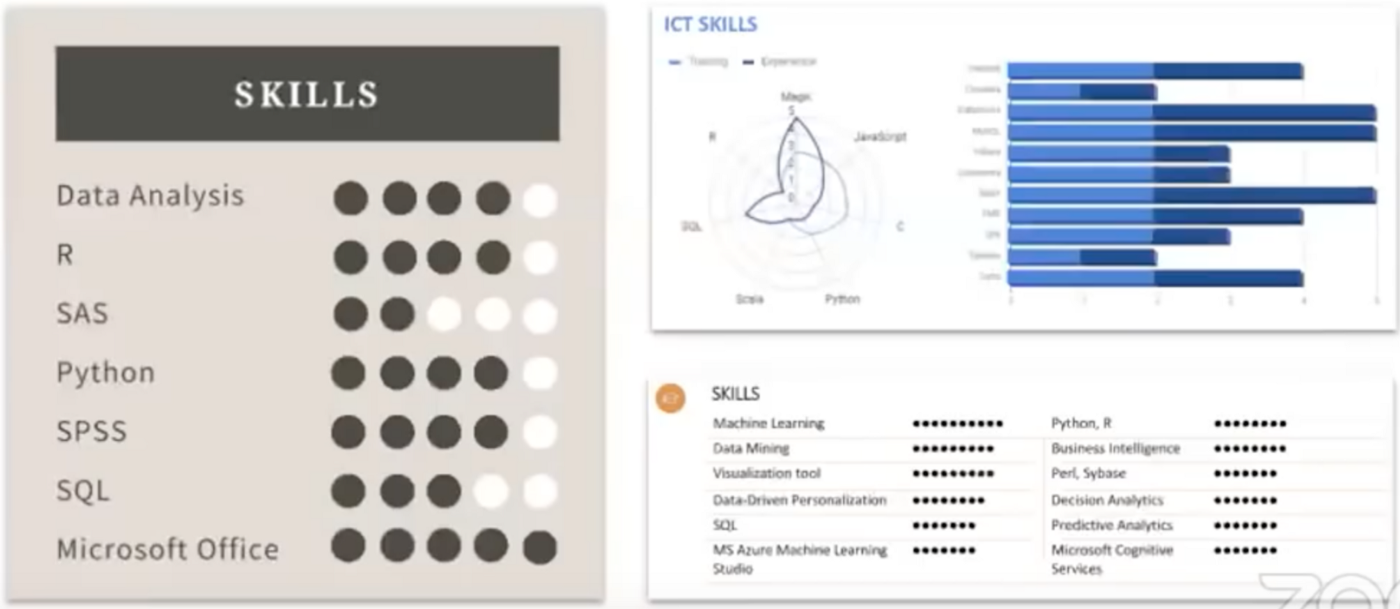 SKILLS
Data Analysis
R
SAS
Python
SPSS
SQL
Microsoft Office
ICT SKILLS
Training Experience
Magic
5
4
3
2
1
0
R
JavaScript
SQL
C
Scala
Python
SKILLS
Machine Learning
Data Mining
Visualization tool
Data-Driven Personalization
SQL
MS Azure Machine Learning
Studio
Python, R
Business Intelligence
Perl, Sybase
Decision Analytics
Predictive Analytics
Microsoft Cognitive
Services